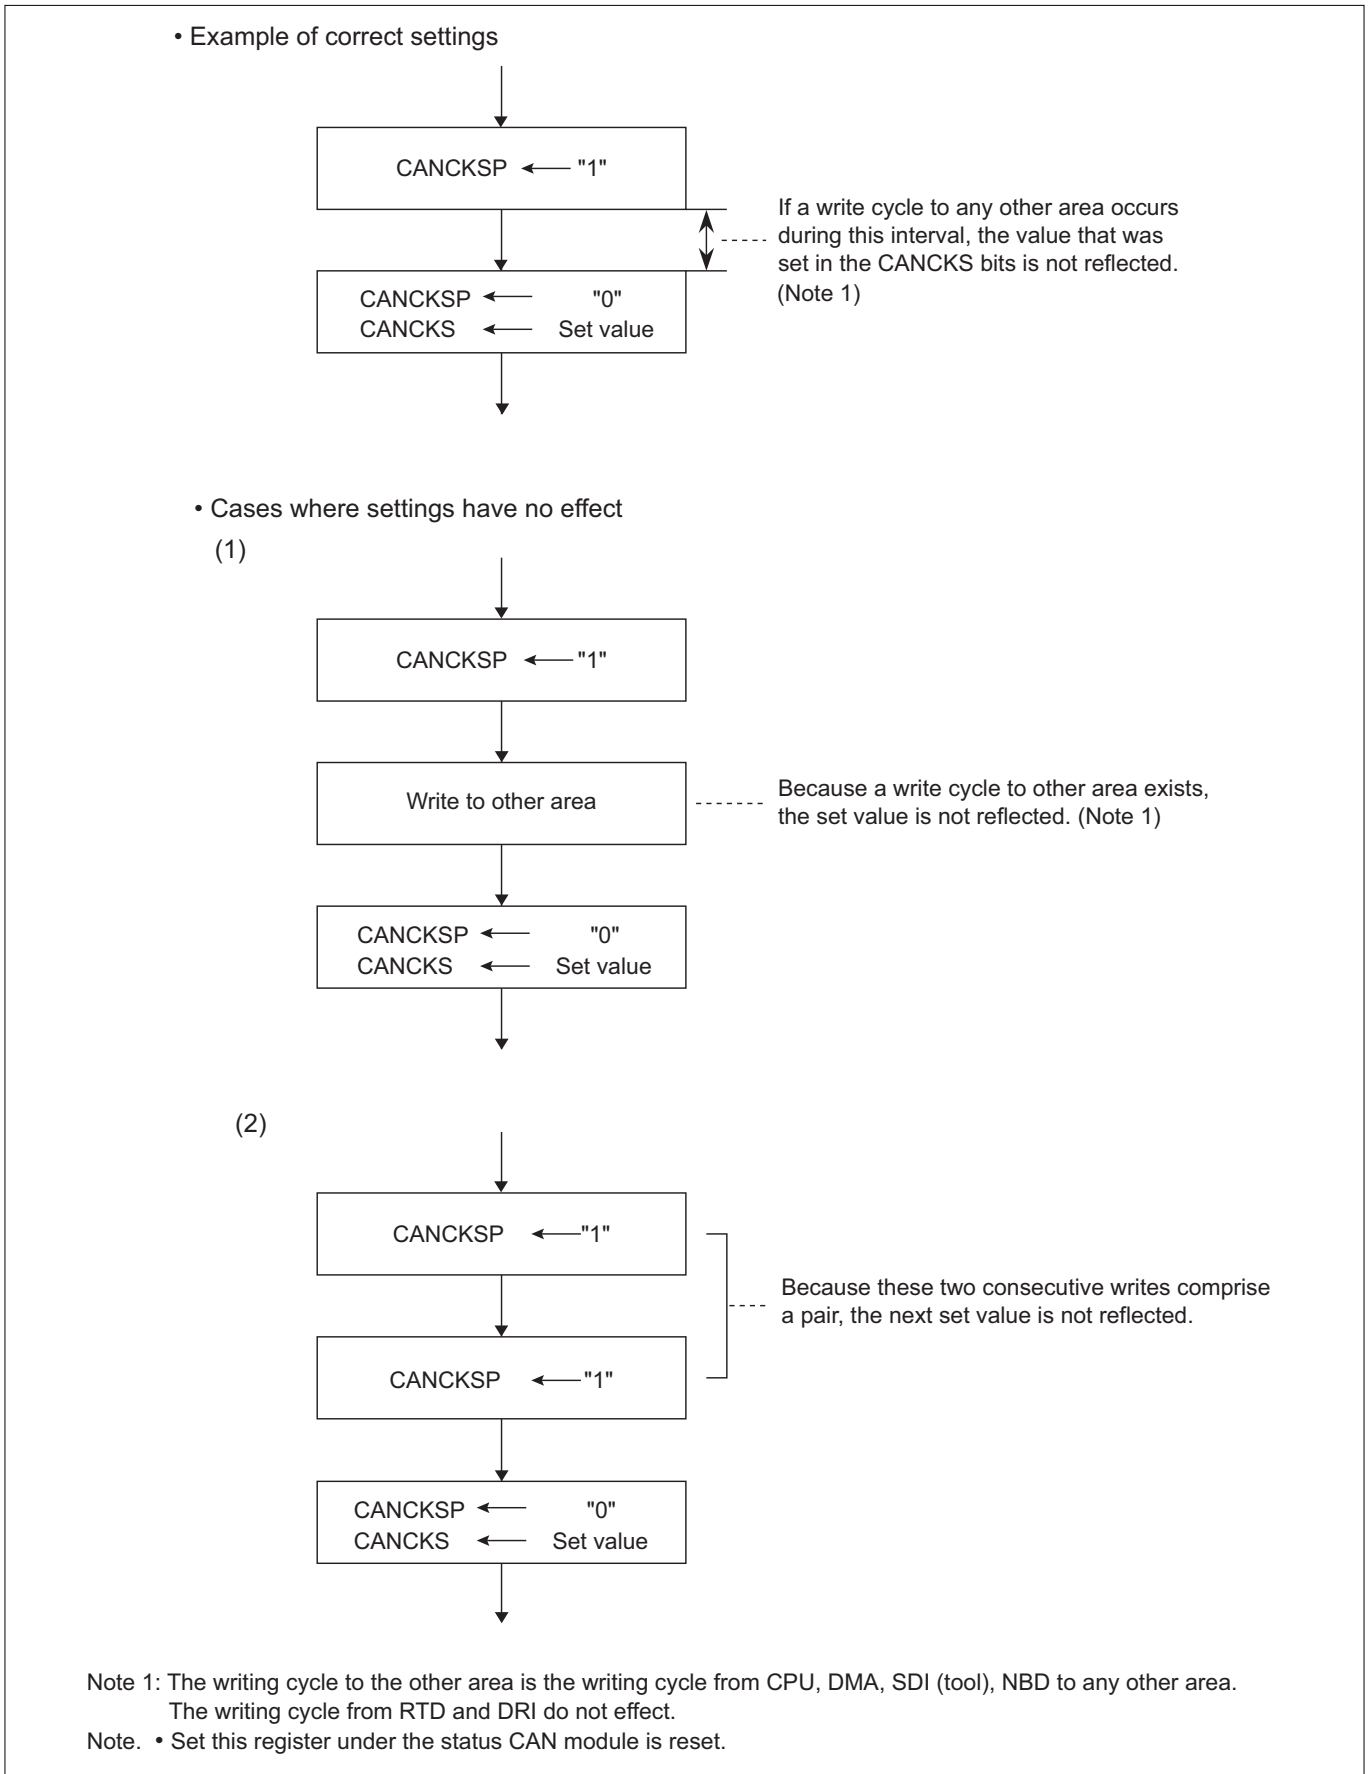 • Example of correct settings
CANCKSP ← "1"
If a write cycle to any other area occurs
during this interval, the value that was
set in the CANCKS bits is not reflected.
(Note 1)
CANCKSP ← "0"
CANCKS ← Set value
• Cases where settings have no effect
(1)
CANCKSP ← "1"
Write to other area
Because a write cycle to other area exists,
the set value is not reflected. (Note 1)
CANCKSP ← "0"
CANCKS ← Set value
(2)
CANCKSP ← "1"
Because these two consecutive writes comprise
a pair, the next set value is not reflected.
CANCKSP ← "1"
CANCKSP ← "0"
CANCKS ← Set value
Note 1: The writing cycle to the other area is the writing cycle from CPU, DMA, SDI (tool), NBD to any other area.
The writing cycle from RTD and DRI do not effect.
Note. • Set this register under the status CAN module is reset.